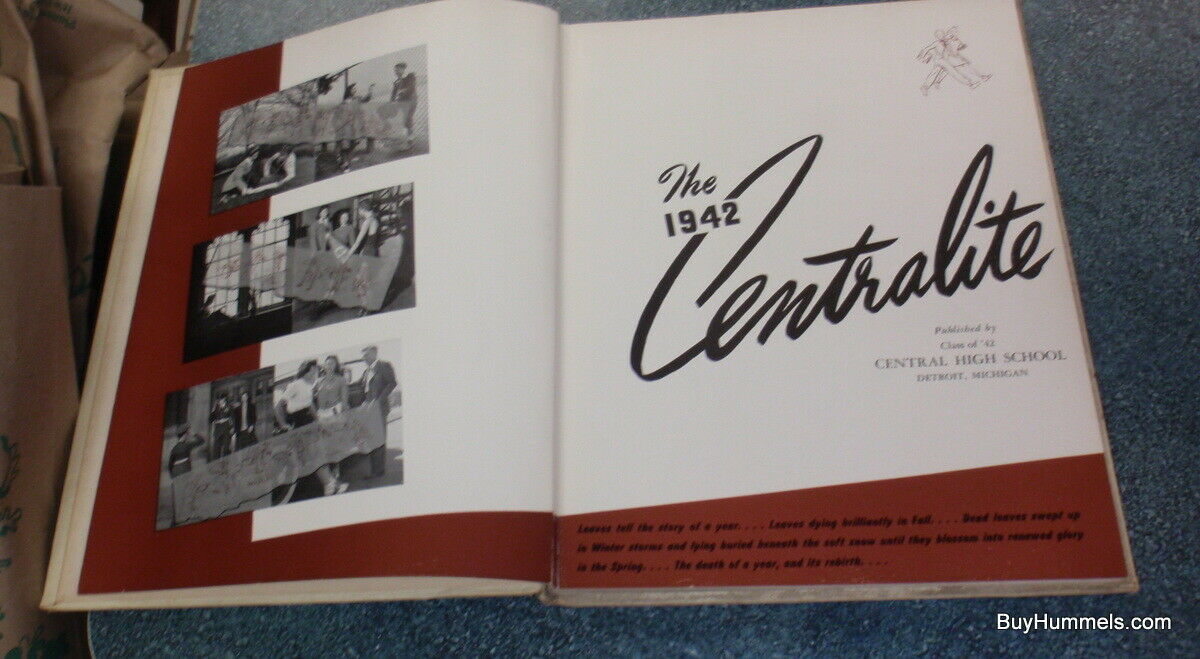 The
1942
Centralite
Published by
Class of '42
CENTRAL HIGH SCHOOL
DETROIT, MICHIGAN
Leaves tell the story of a year. . . . Leaves dying brilliantly in Fall. . . . Dead leaves swept up
in Winter storms and lying buried beneath the soft snow until they blossom into renewed glory
in the Spring. . . . The death of a year, and its rebirth. . . .
BuyHummels.com